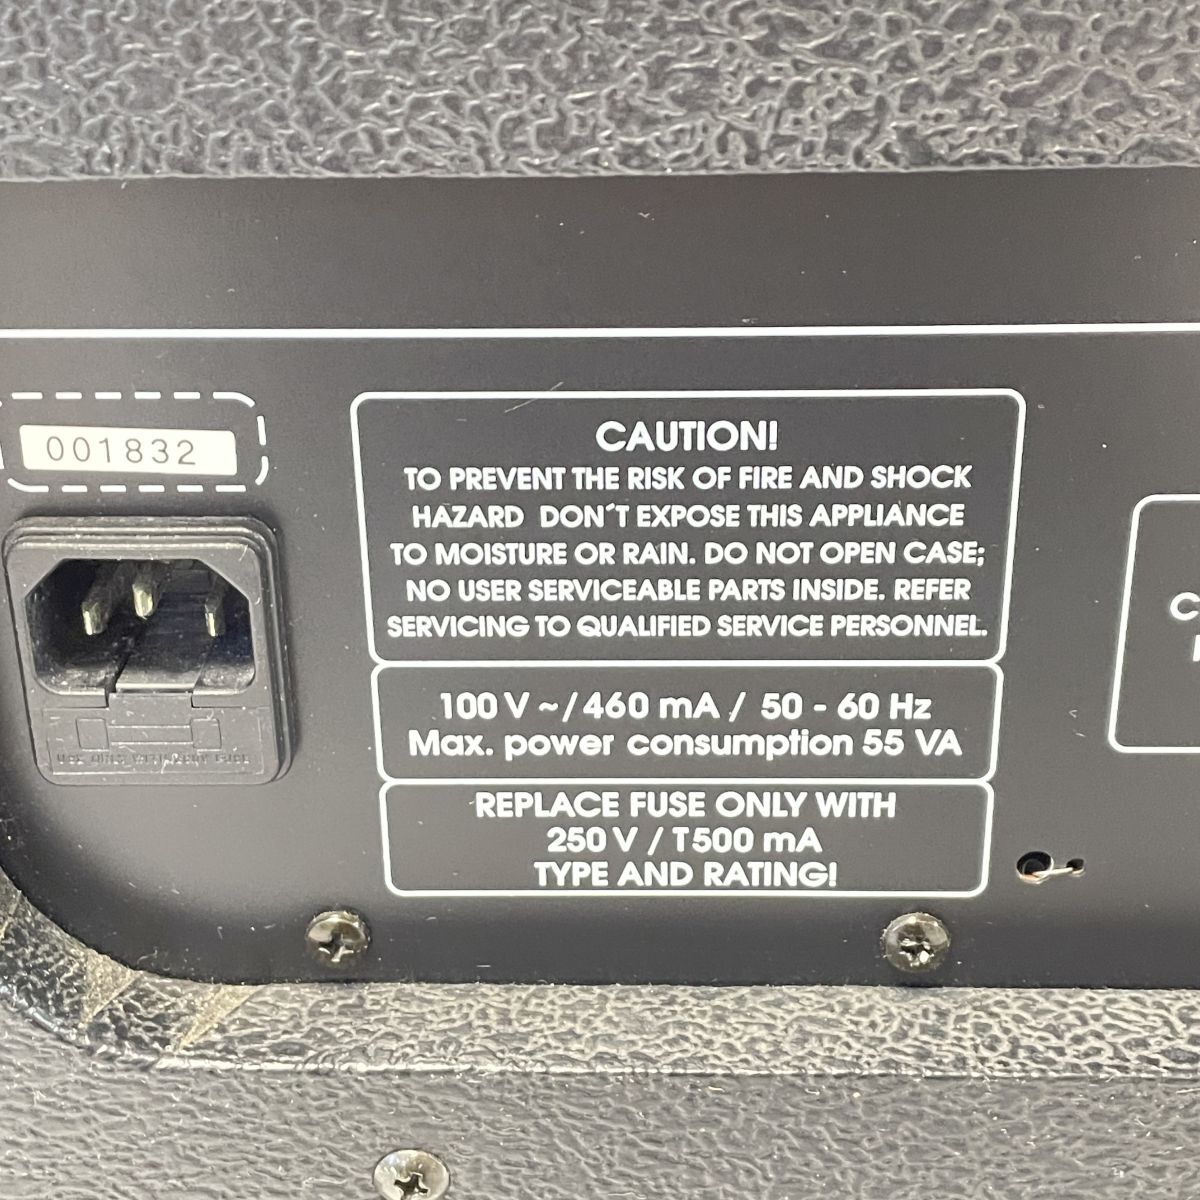 001832
CAUTION!
TO PREVENT THE RISK OF FIRE AND SHOCK
HAZARD DON´T EXPOSE THIS APPLIANCE
TO MOISTURE OR RAIN. DO NOT OPEN CASE;
NO USER SERVICEABLE PARTS INSIDE. REFER
SERVICING TO QUALIFIED SERVICE PERSONNEL.
100 V ~ / 460 mA / 50 - 60 Hz
Max. power consumption 55 VA
REPLACE FUSE ONLY WITH
250 V / T500 mA
TYPE AND RATING!